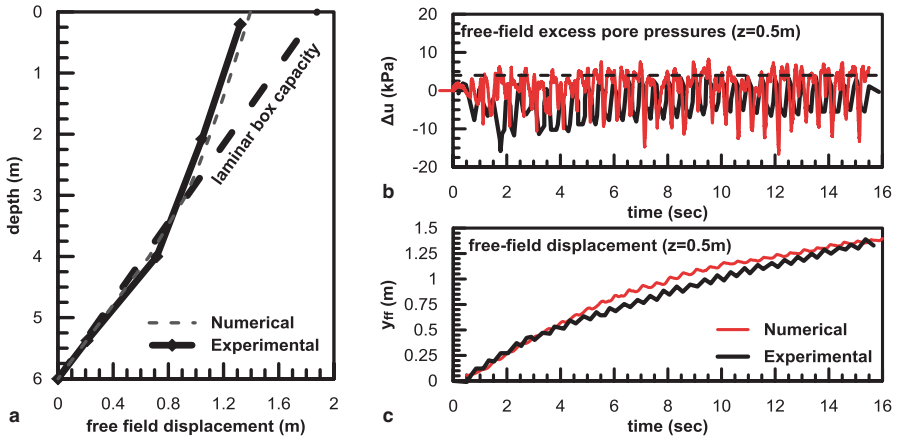 0
1
2
3
4
5
6
depth (m)
laminar box capacity
Numerical
Experimental
0 0.4 0.8 1.2 1.6 2
free field displacement (m)
a
20
10
0
-10
-20
Δu (kPa)
free-field excess pore pressures (z=0.5m)
0 2 4 6 8 10 12 14 16
time (sec)
b
1.5
1.25
1
0.75
0.5
0.25
0
yff (m)
free-field displacement (z=0.5m)
Numerical
Experimental
0 2 4 6 8 10 12 14 16
time (sec)
c